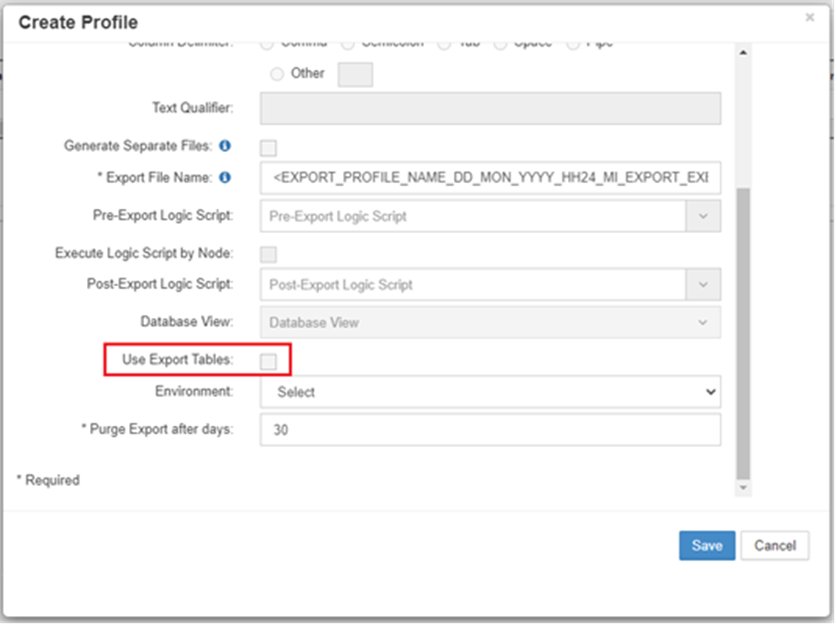 Create Profile
×
Column Delimiter: Comma Semicolon Tab Space Pipe
Other
Text Qualifier:
Generate Separate Files:
* Export File Name: <EXPORT_PROFILE_NAME_DD_MON_YYYY_HH24_MI_EXPORT_EXE
Pre-Export Logic Script: Pre-Export Logic Script
Execute Logic Script by Node:
Post-Export Logic Script: Post-Export Logic Script
Database View: Database View
Use Export Tables:
Environment: Select
* Purge Export after days: 30
* Required
Save Cancel